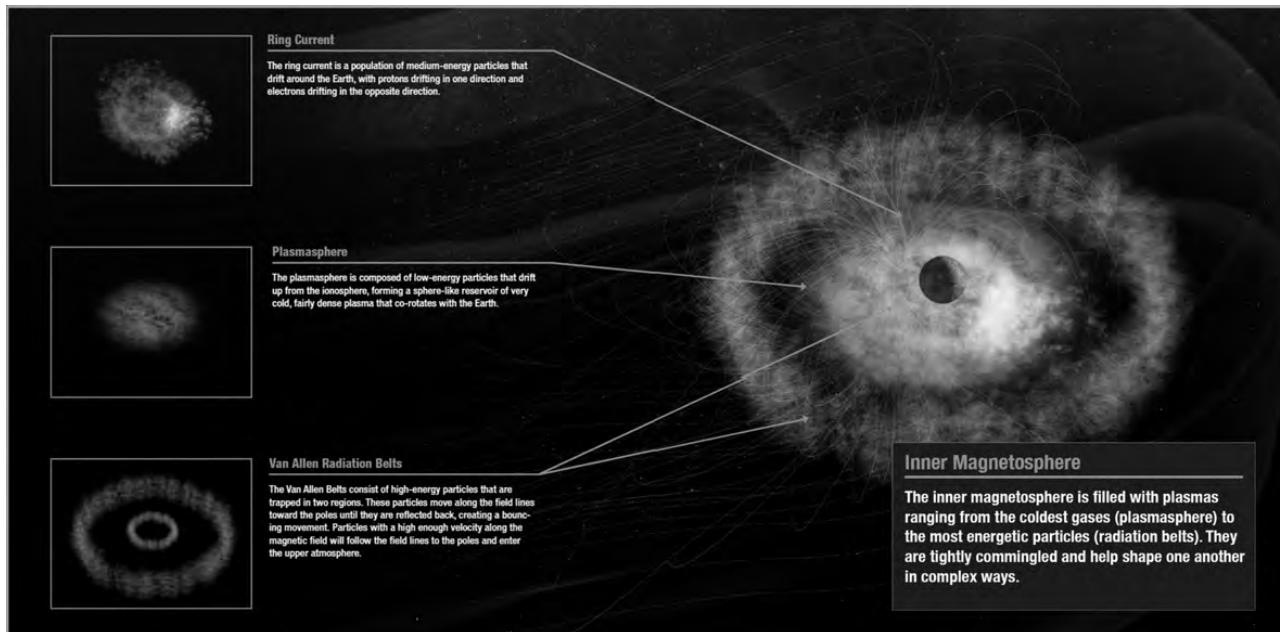 Ring Current
The ring current is a population of medium-energy particles that
drift around the Earth, with protons drifting in one direction and
electrons drifting in the opposite direction.
Plasmasphere
The plasmasphere is composed of low-energy particles that drift
up from the ionosphere, forming a sphere-like reservoir of very
cold, fairly dense plasma that co-rotates with the Earth.
Van Allen Radiation Belts
The Van Allen Belts consist of high-energy particles that are
trapped in two regions. These particles move along the field lines
toward the poles until they are reflected back, creating a bounc-
ing movement. Particles with a high enough velocity along the
magnetic field will follow the field lines to the poles and enter
the upper atmosphere.
Inner Magnetosphere
The inner magnetosphere is filled with plasmas
ranging from the coldest gases (plasmasphere) to
the most energetic particles (radiation belts). They
are tightly commingled and help shape one another
in complex ways.